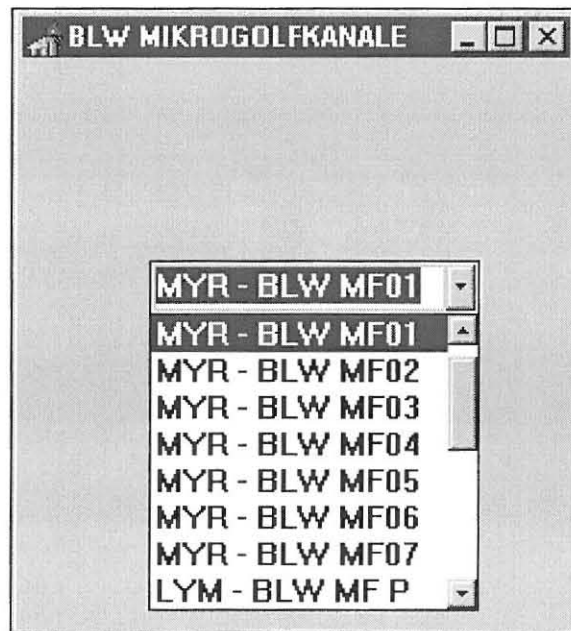 BLW MIKROGOLFKANALE
MYR - BLW MF01
MYR - BLW MF01
MYR - BLW MF02
MYR - BLW MF03
MYR - BLW MF04
MYR - BLW MF05
MYR - BLW MF06
MYR - BLW MF07
LYM - BLW MF P